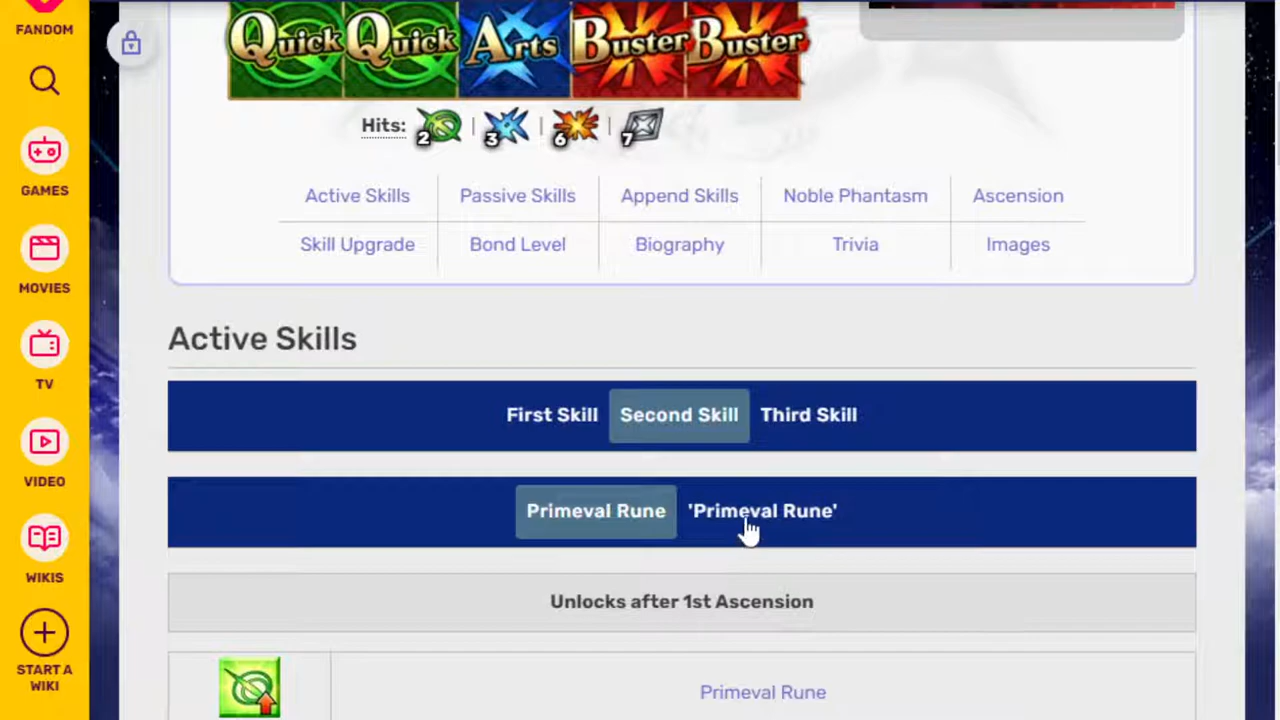 FANDOM
GAMES
MOVIES
TV
VIDEO
WIKIS
START A
WIKI
Quick Quick Arts Buster Buster
Hits: 2 | 3 | 6 | 7
Active Skills Passive Skills Append Skills Noble Phantasm Ascension
Skill Upgrade Bond Level Biography Trivia Images
Active Skills
First Skill Second Skill Third Skill
Primeval Rune 'Primeval Rune'
Unlocks after 1st Ascension
Primeval Rune